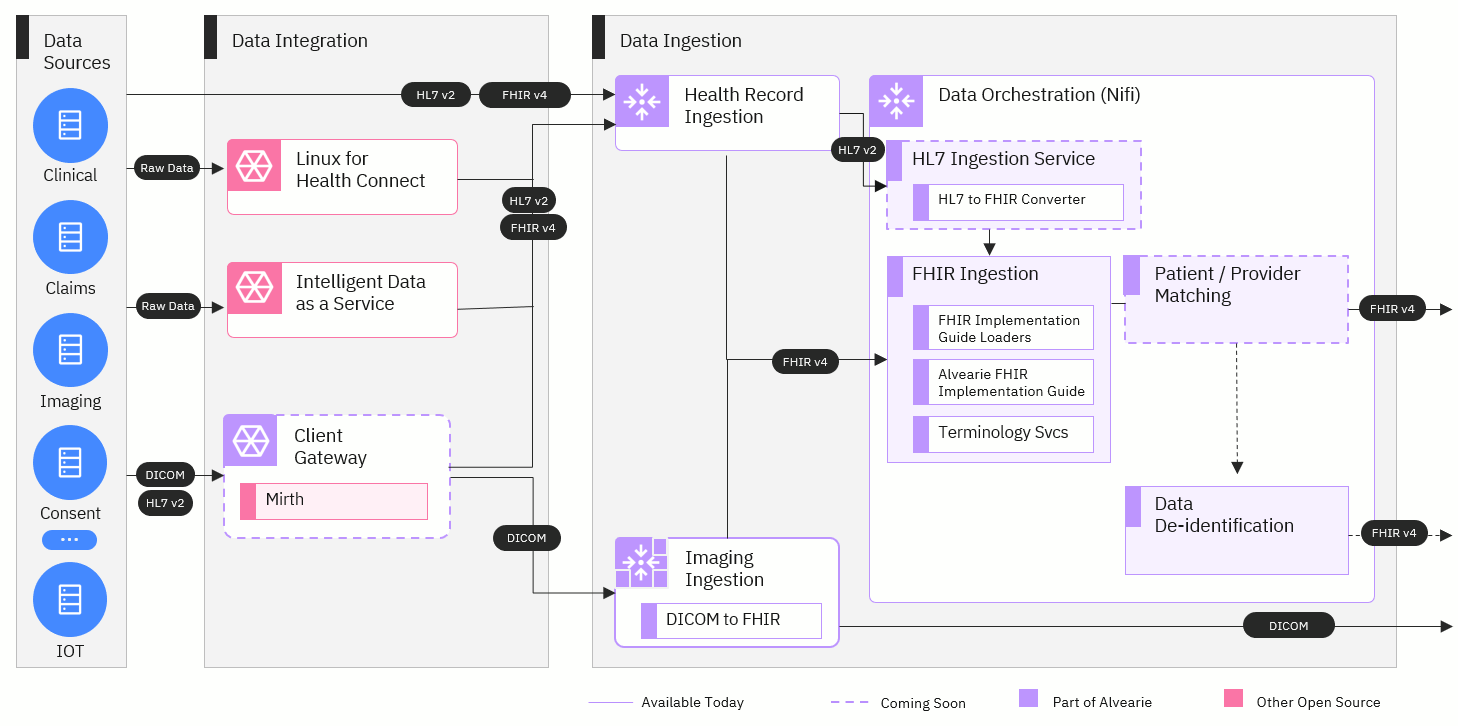 Data
Sources
Clinical
Claims
Imaging
Consent
IOT
Data Integration
HL7 v2
FHIR v4
Raw Data
Linux for
Health Connect
HL7 v2
FHIR v4
Raw Data
Intelligent Data
as a Service
DICOM
HL7 v2
Client
Gateway
Mirth
DICOM
Data Ingestion
Health Record
Ingestion
HL7 v2
FHIR v4
Imaging
Ingestion
DICOM to FHIR
Data Orchestration (Nifi)
HL7 Ingestion Service
HL7 to FHIR Converter
FHIR Ingestion
FHIR Implementation
Guide Loaders
Alvearie FHIR
Implementation Guide
Terminology Svcs
Patient / Provider
Matching
FHIR v4
Data
De-identification
FHIR v4
DICOM
Available Today
Coming Soon
Part of Alvearie
Other Open Source